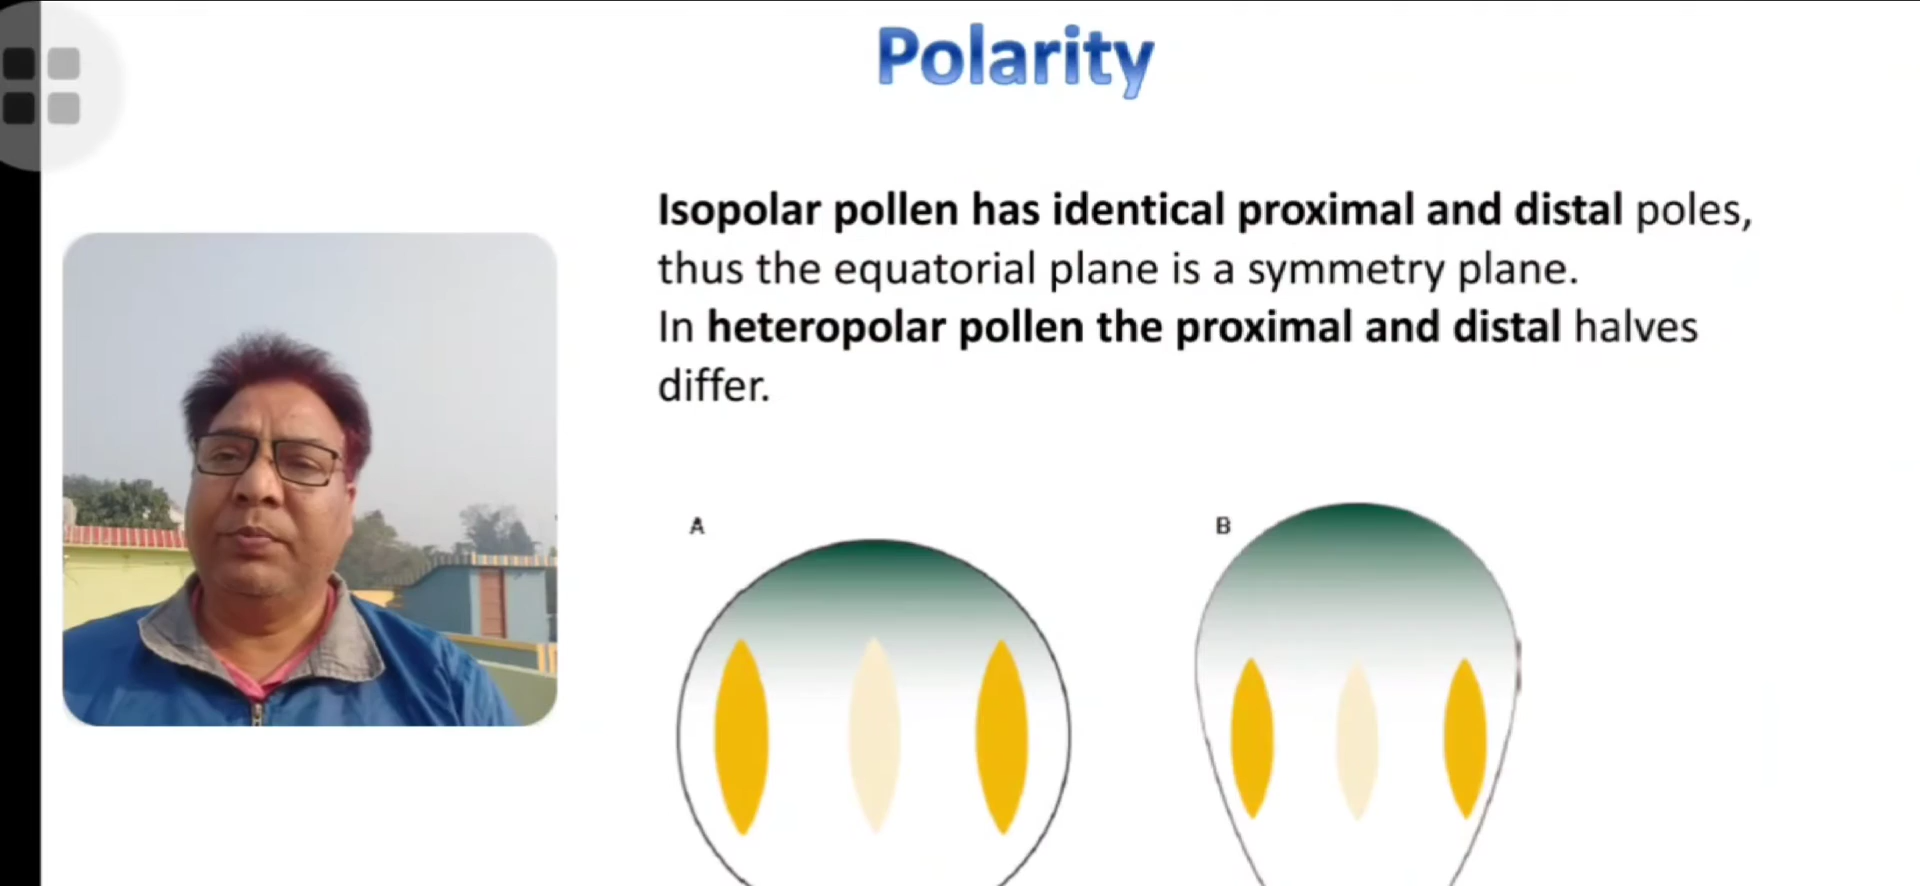 Polarity
Isopolar pollen has identical proximal and distal poles,
thus the equatorial plane is a symmetry plane.
In heteropolar pollen the proximal and distal halves
differ.
A
B